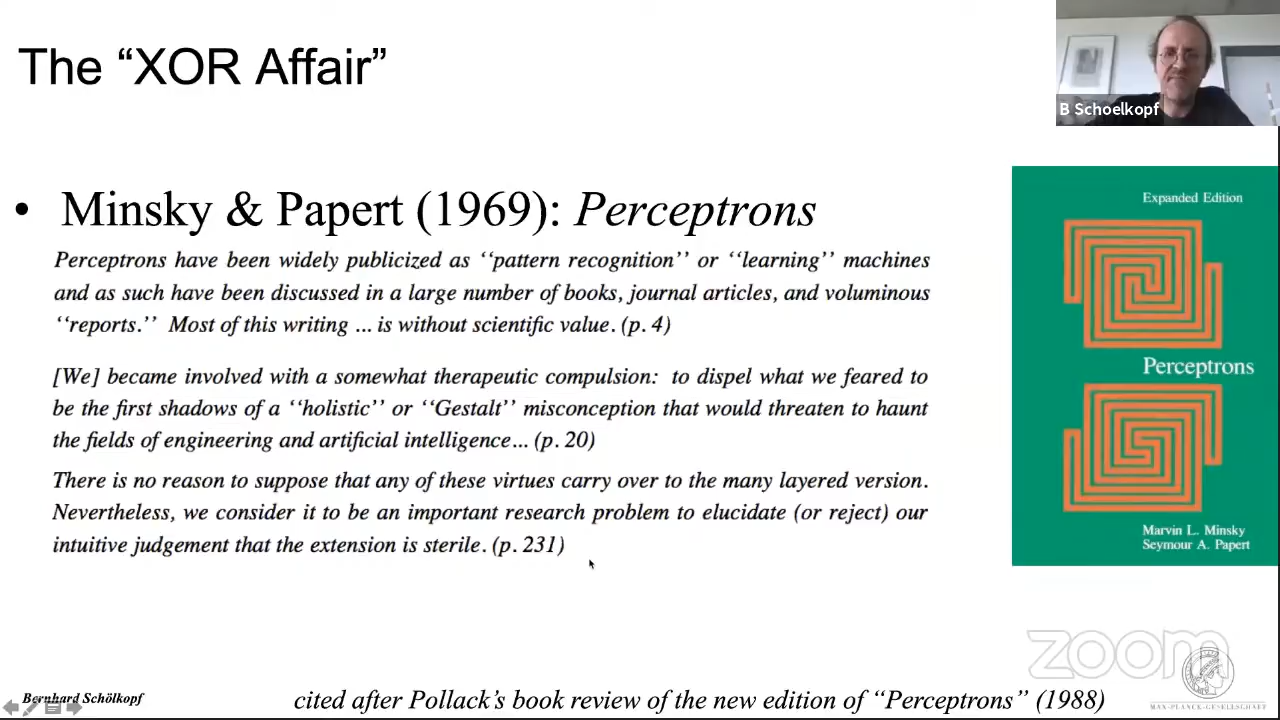 The “XOR Affair”
B Schoelkopf
• Minsky & Papert (1969): Perceptrons
Perceptrons have been widely publicized as ‘‘pattern recognition’’ or ‘‘learning’’ machines
and as such have been discussed in a large number of books, journal articles, and voluminous
‘‘reports.’’ Most of this writing ... is without scientific value. (p. 4)
[We] became involved with a somewhat therapeutic compulsion: to dispel what we feared to
be the first shadows of a ‘‘holistic’’ or ‘‘Gestalt’’ misconception that would threaten to haunt
the fields of engineering and artificial intelligence... (p. 20)
There is no reason to suppose that any of these virtues carry over to the many layered version.
Nevertheless, we consider it to be an important research problem to elucidate (or reject) our
intuitive judgement that the extension is sterile. (p. 231)
Expanded Edition
Perceptrons
Marvin L. Minsky
Seymour A. Papert
zoom
Bernhard Schölkopf
cited after Pollack’s book review of the new edition of “Perceptrons” (1988)
MAX-PLANCK-GESELLSCHAFT